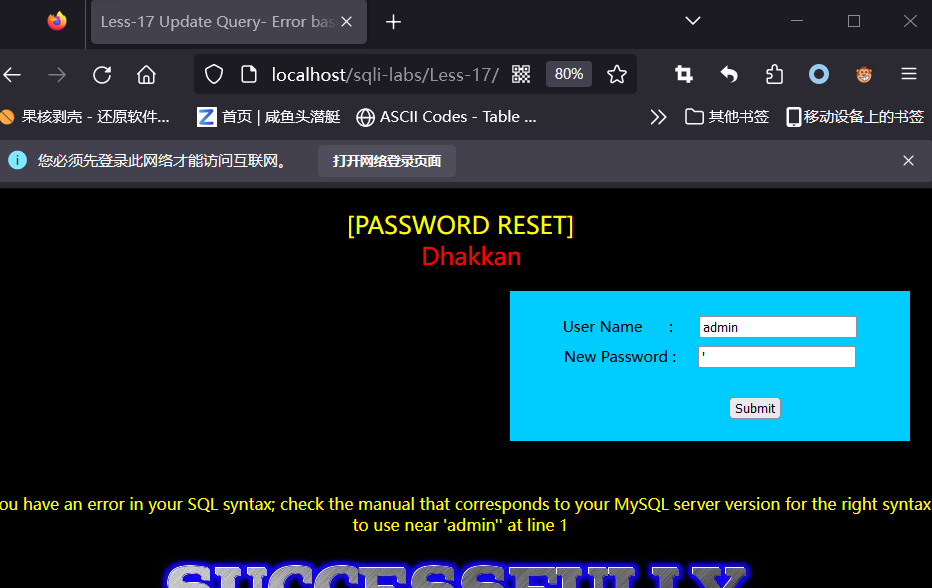 Less-17 Update Query- Error bas
localhost/sqli-labs/Less-17/
80%
果核剥壳 - 还原软件...
首页 | 咸鱼头潜艇
ASCII Codes - Table ...
其他书签
移动设备上的书签
您必须先登录此网络才能访问互联网。
打开网络登录页面
[PASSWORD RESET]
Dhakkan
User Name : admin
New Password : '
Submit
ou have an error in your SQL syntax; check the manual that corresponds to your MySQL server version for the right syntax
to use near 'admin'' at line 1
SUCCESSFULLY